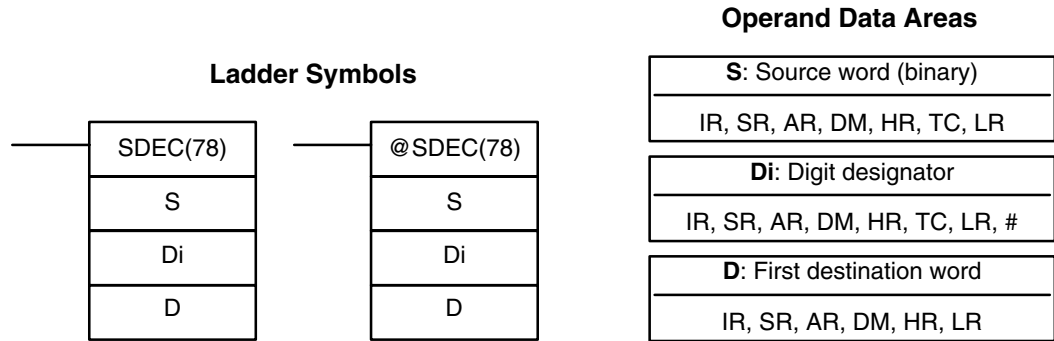 Ladder Symbols
SDEC(78)
S
Di
D
@SDEC(78)
S
Di
D
Operand Data Areas
S: Source word (binary)
IR, SR, AR, DM, HR, TC, LR
Di: Digit designator
IR, SR, AR, DM, HR, TC, LR, #
D: First destination word
IR, SR, AR, DM, HR, LR